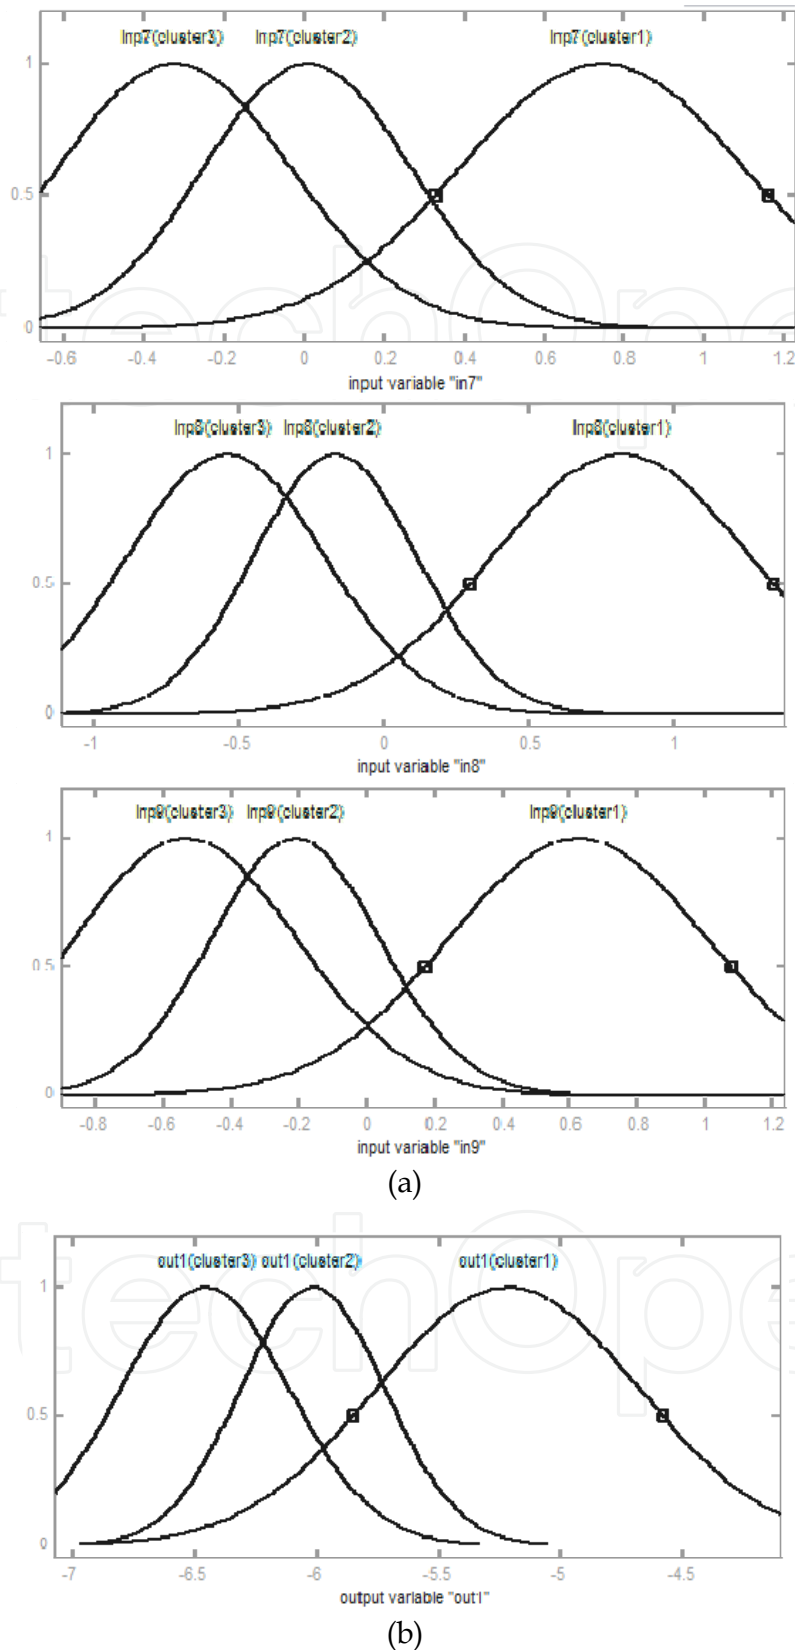 Inp7(cluster3) Inp7(cluster2) Inp7(cluster1)
1
0.5
0
-0.6 -0.4 -0.2 0 0.2 0.4 0.6 0.8 1 1.2
input variable "in7"
Inp8(cluster3) Inp8(cluster2) Inp8(cluster1)
1
0.5
0
-1 -0.5 0 0.5 1
input variable "in8"
Inp9(cluster3) Inp9(cluster2) Inp9(cluster1)
1
0.5
0
-0.8 -0.6 -0.4 -0.2 0 0.2 0.4 0.6 0.8 1 1.2
input variable "in9"
(a)
out1(cluster3) out1(cluster2) out1(cluster1)
1
0.5
0
-7 -6.5 -6 -5.5 -5 -4.5
output variable "out1"
(b)